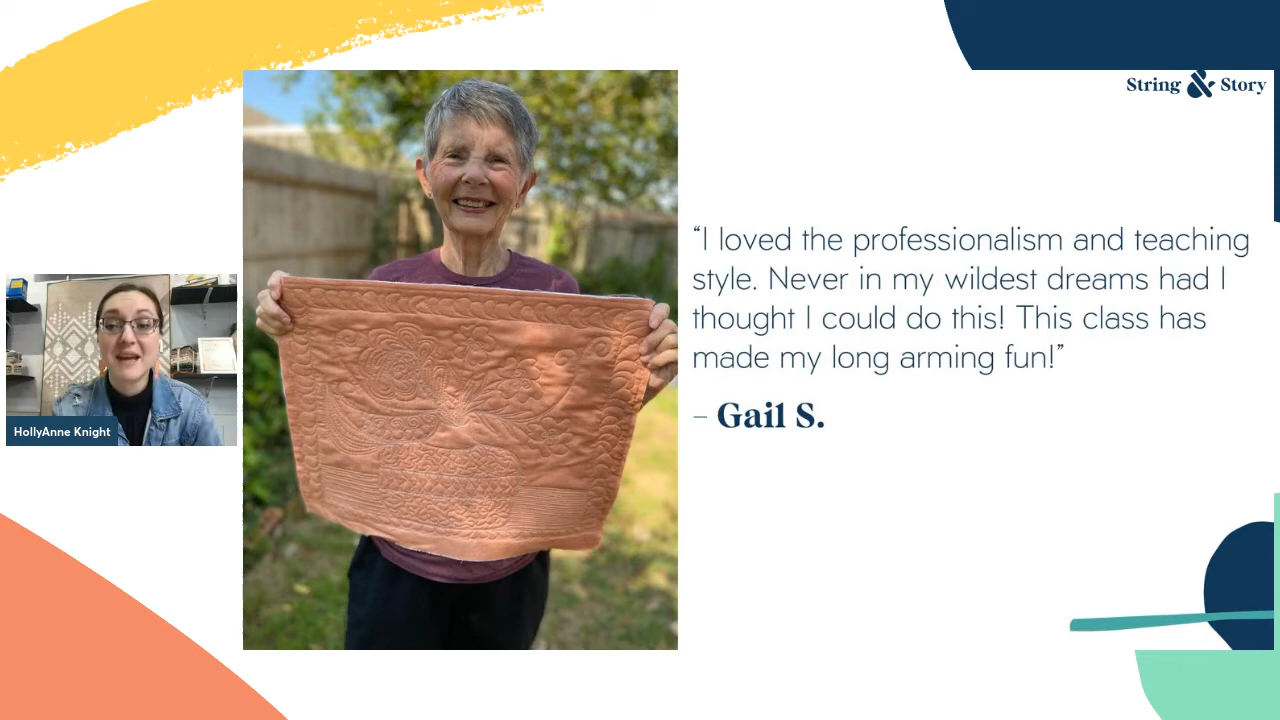 String & Story
“I loved the professionalism and teaching
style. Never in my wildest dreams had I
thought I could do this! This class has
made my long arming fun!”
– Gail S.
HollyAnne Knight